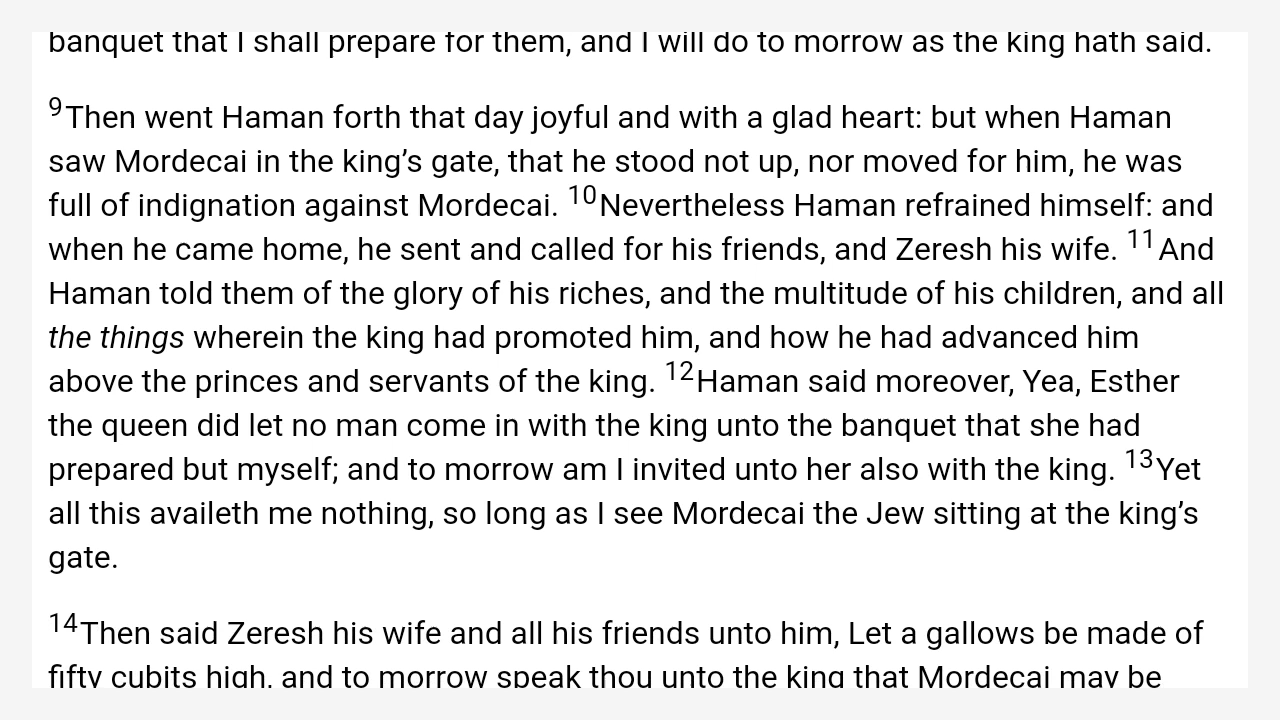 banquet that I shall prepare for them, and I will do to morrow as the king hath said.
9Then went Haman forth that day joyful and with a glad heart: but when Haman
saw Mordecai in the king’s gate, that he stood not up, nor moved for him, he was
full of indignation against Mordecai. 10Nevertheless Haman refrained himself: and
when he came home, he sent and called for his friends, and Zeresh his wife. 11And
Haman told them of the glory of his riches, and the multitude of his children, and all
the things wherein the king had promoted him, and how he had advanced him
above the princes and servants of the king. 12Haman said moreover, Yea, Esther
the queen did let no man come in with the king unto the banquet that she had
prepared but myself; and to morrow am I invited unto her also with the king. 13Yet
all this availeth me nothing, so long as I see Mordecai the Jew sitting at the king’s
gate.
14Then said Zeresh his wife and all his friends unto him, Let a gallows be made of
fifty cubits high, and to morrow speak thou unto the king that Mordecai may be